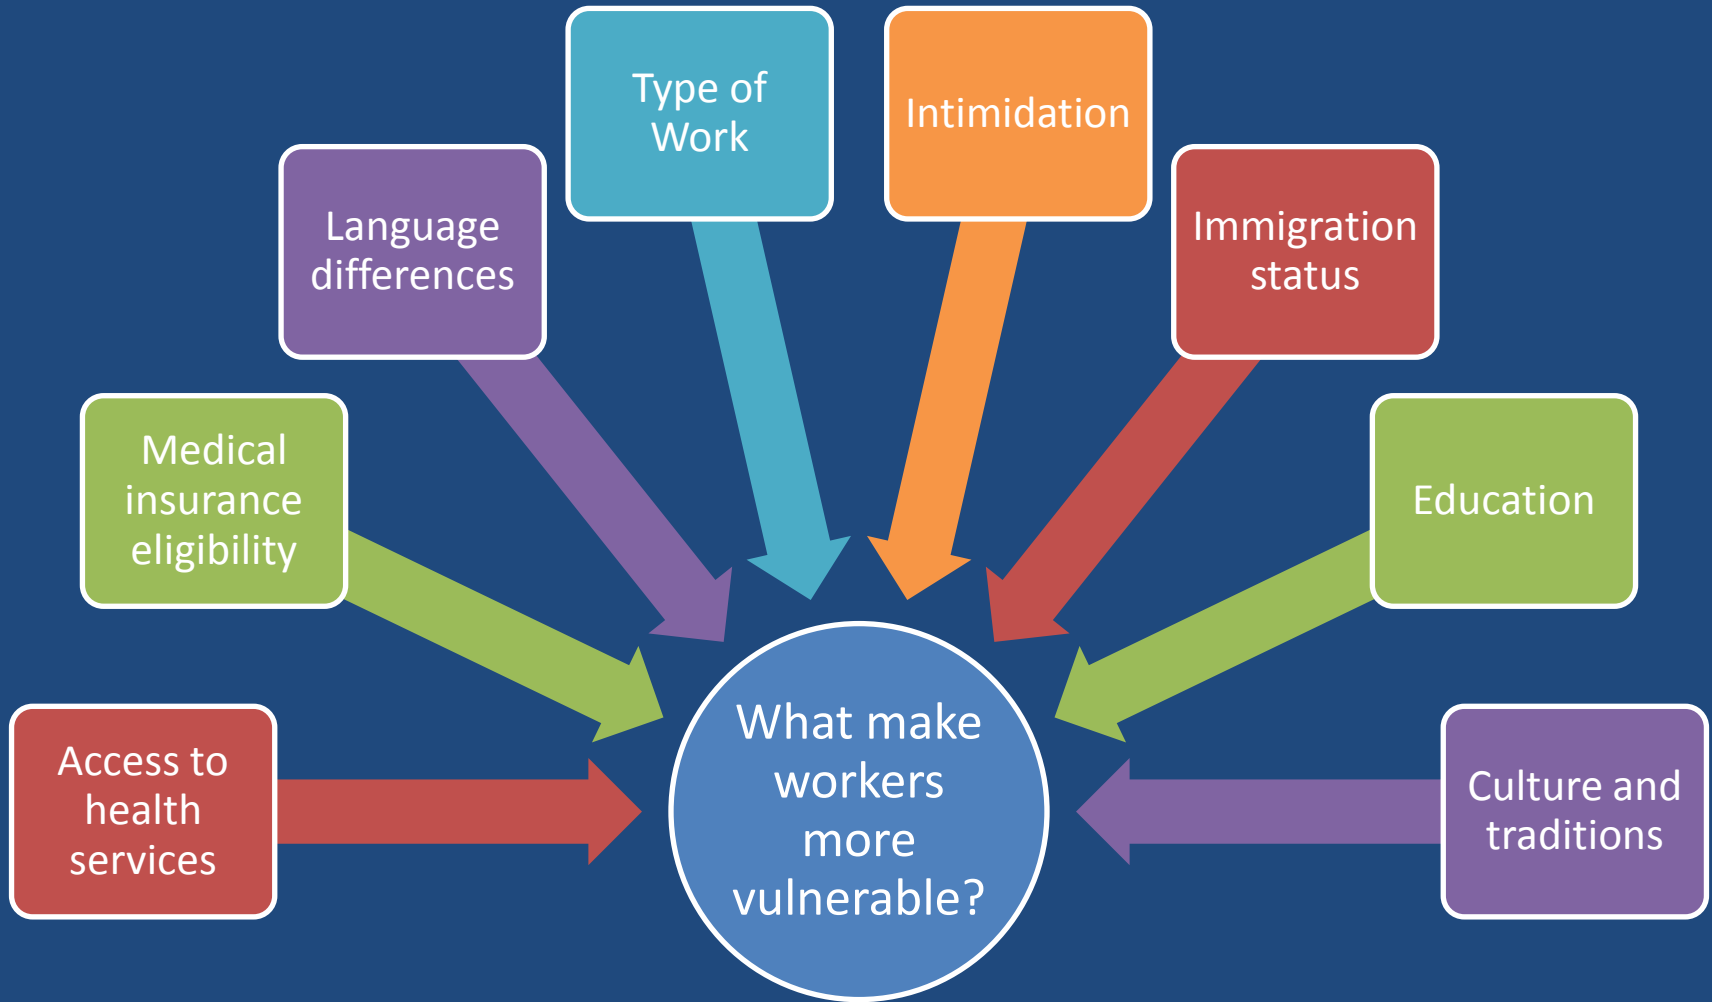 Type of
Work
Intimidation
Language
differences
Immigration
status
Medical
insurance
eligibility
Education
Access to
health
services
What make
workers
more
vulnerable?
Culture and
traditions